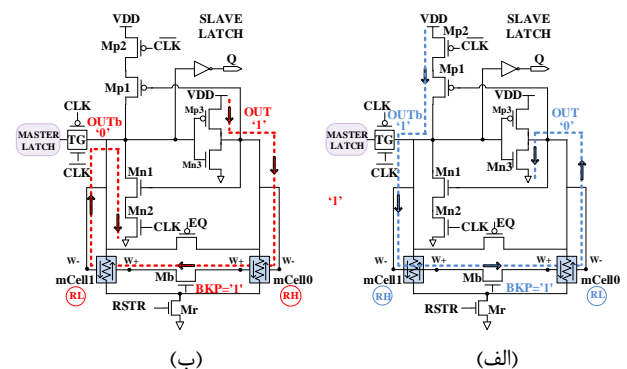 VDD
SLAVE
LATCH
Mp2
CLK
Q
Mp1
VDD
CLK
OUTb
'0'
Mp3
OUT
'1'
MASTER
LATCH
TG
CLK
Mn3
Mn1
Mn2
CLK
EQ
W-
W+
W+
W-
mCell1
Mb
mCell0
RL
BKP='1'
RH
RSTR
Mr
(ب)
VDD
SLAVE
LATCH
Mp2
CLK
Q
Mp1
VDD
CLK
OUTb
'1'
Mp3
OUT
'0'
MASTER
LATCH
TG
CLK
Mn3
Mn1
'1'
Mn2
CLK
EQ
W-
W+
W+
W-
mCell1
Mb
mCell0
RH
BKP='1'
RL
RSTR
Mr
(الف)